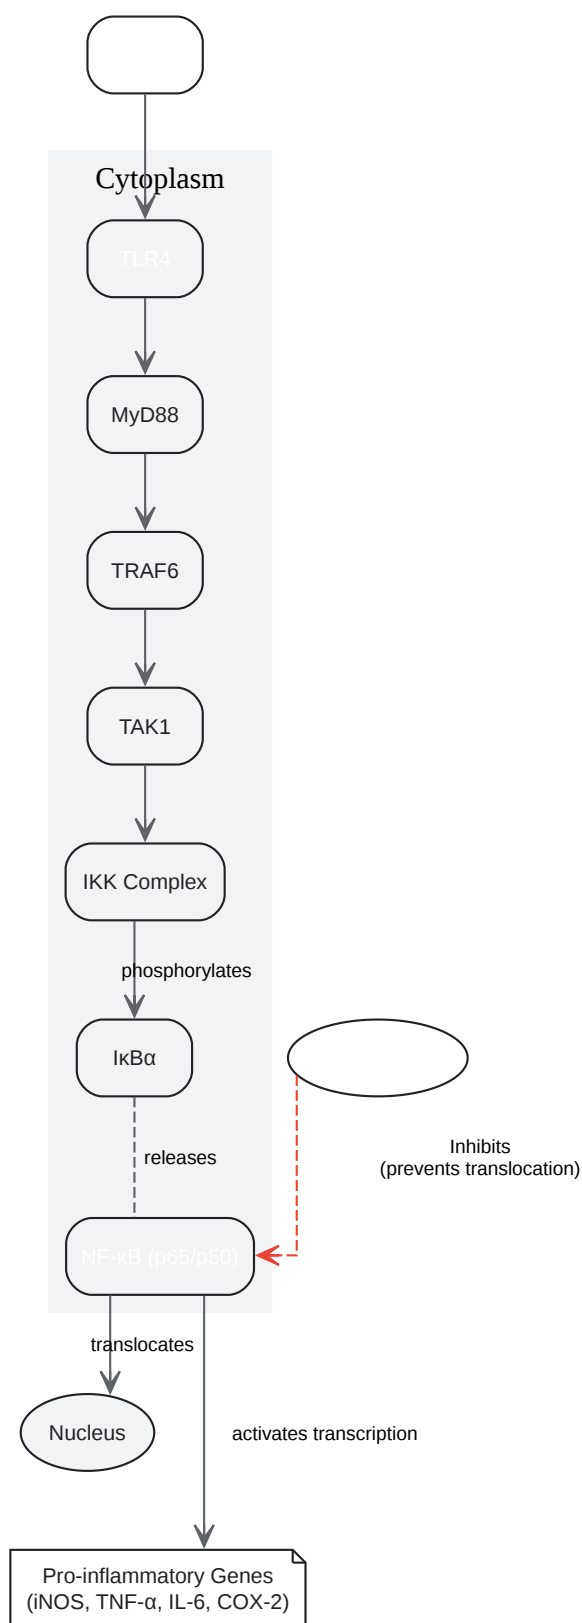 Cytoplasm
TLR4
MyD88
TRAF6
TAK1
IKK Complex
phosphorylates
IκBα
releases
Inhibits
(prevents translocation)
NF-κB (p65/p50)
translocates
Nucleus
activates transcription
Pro-inflammatory Genes
(iNOS, TNF-α, IL-6, COX-2)